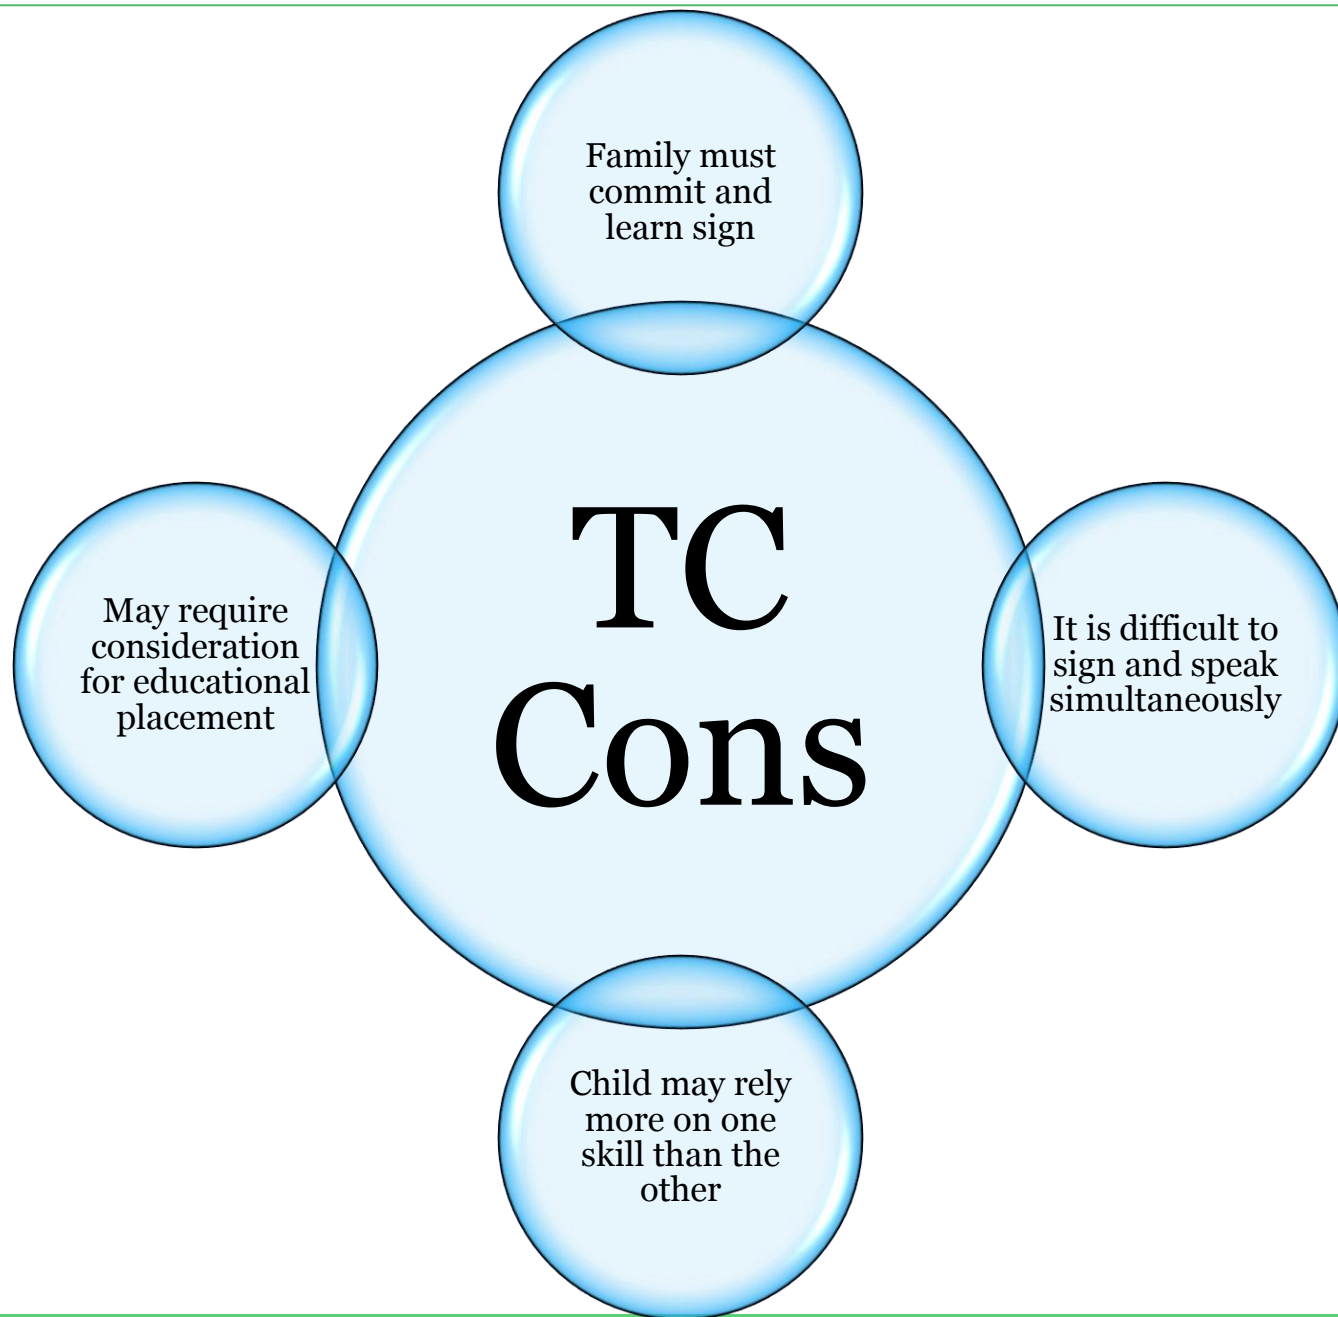 Family must
commit and
learn sign
TC
Cons
May require
consideration
for educational
placement
It is difficult to
sign and speak
simultaneously
Child may rely
more on one
skill than the
other